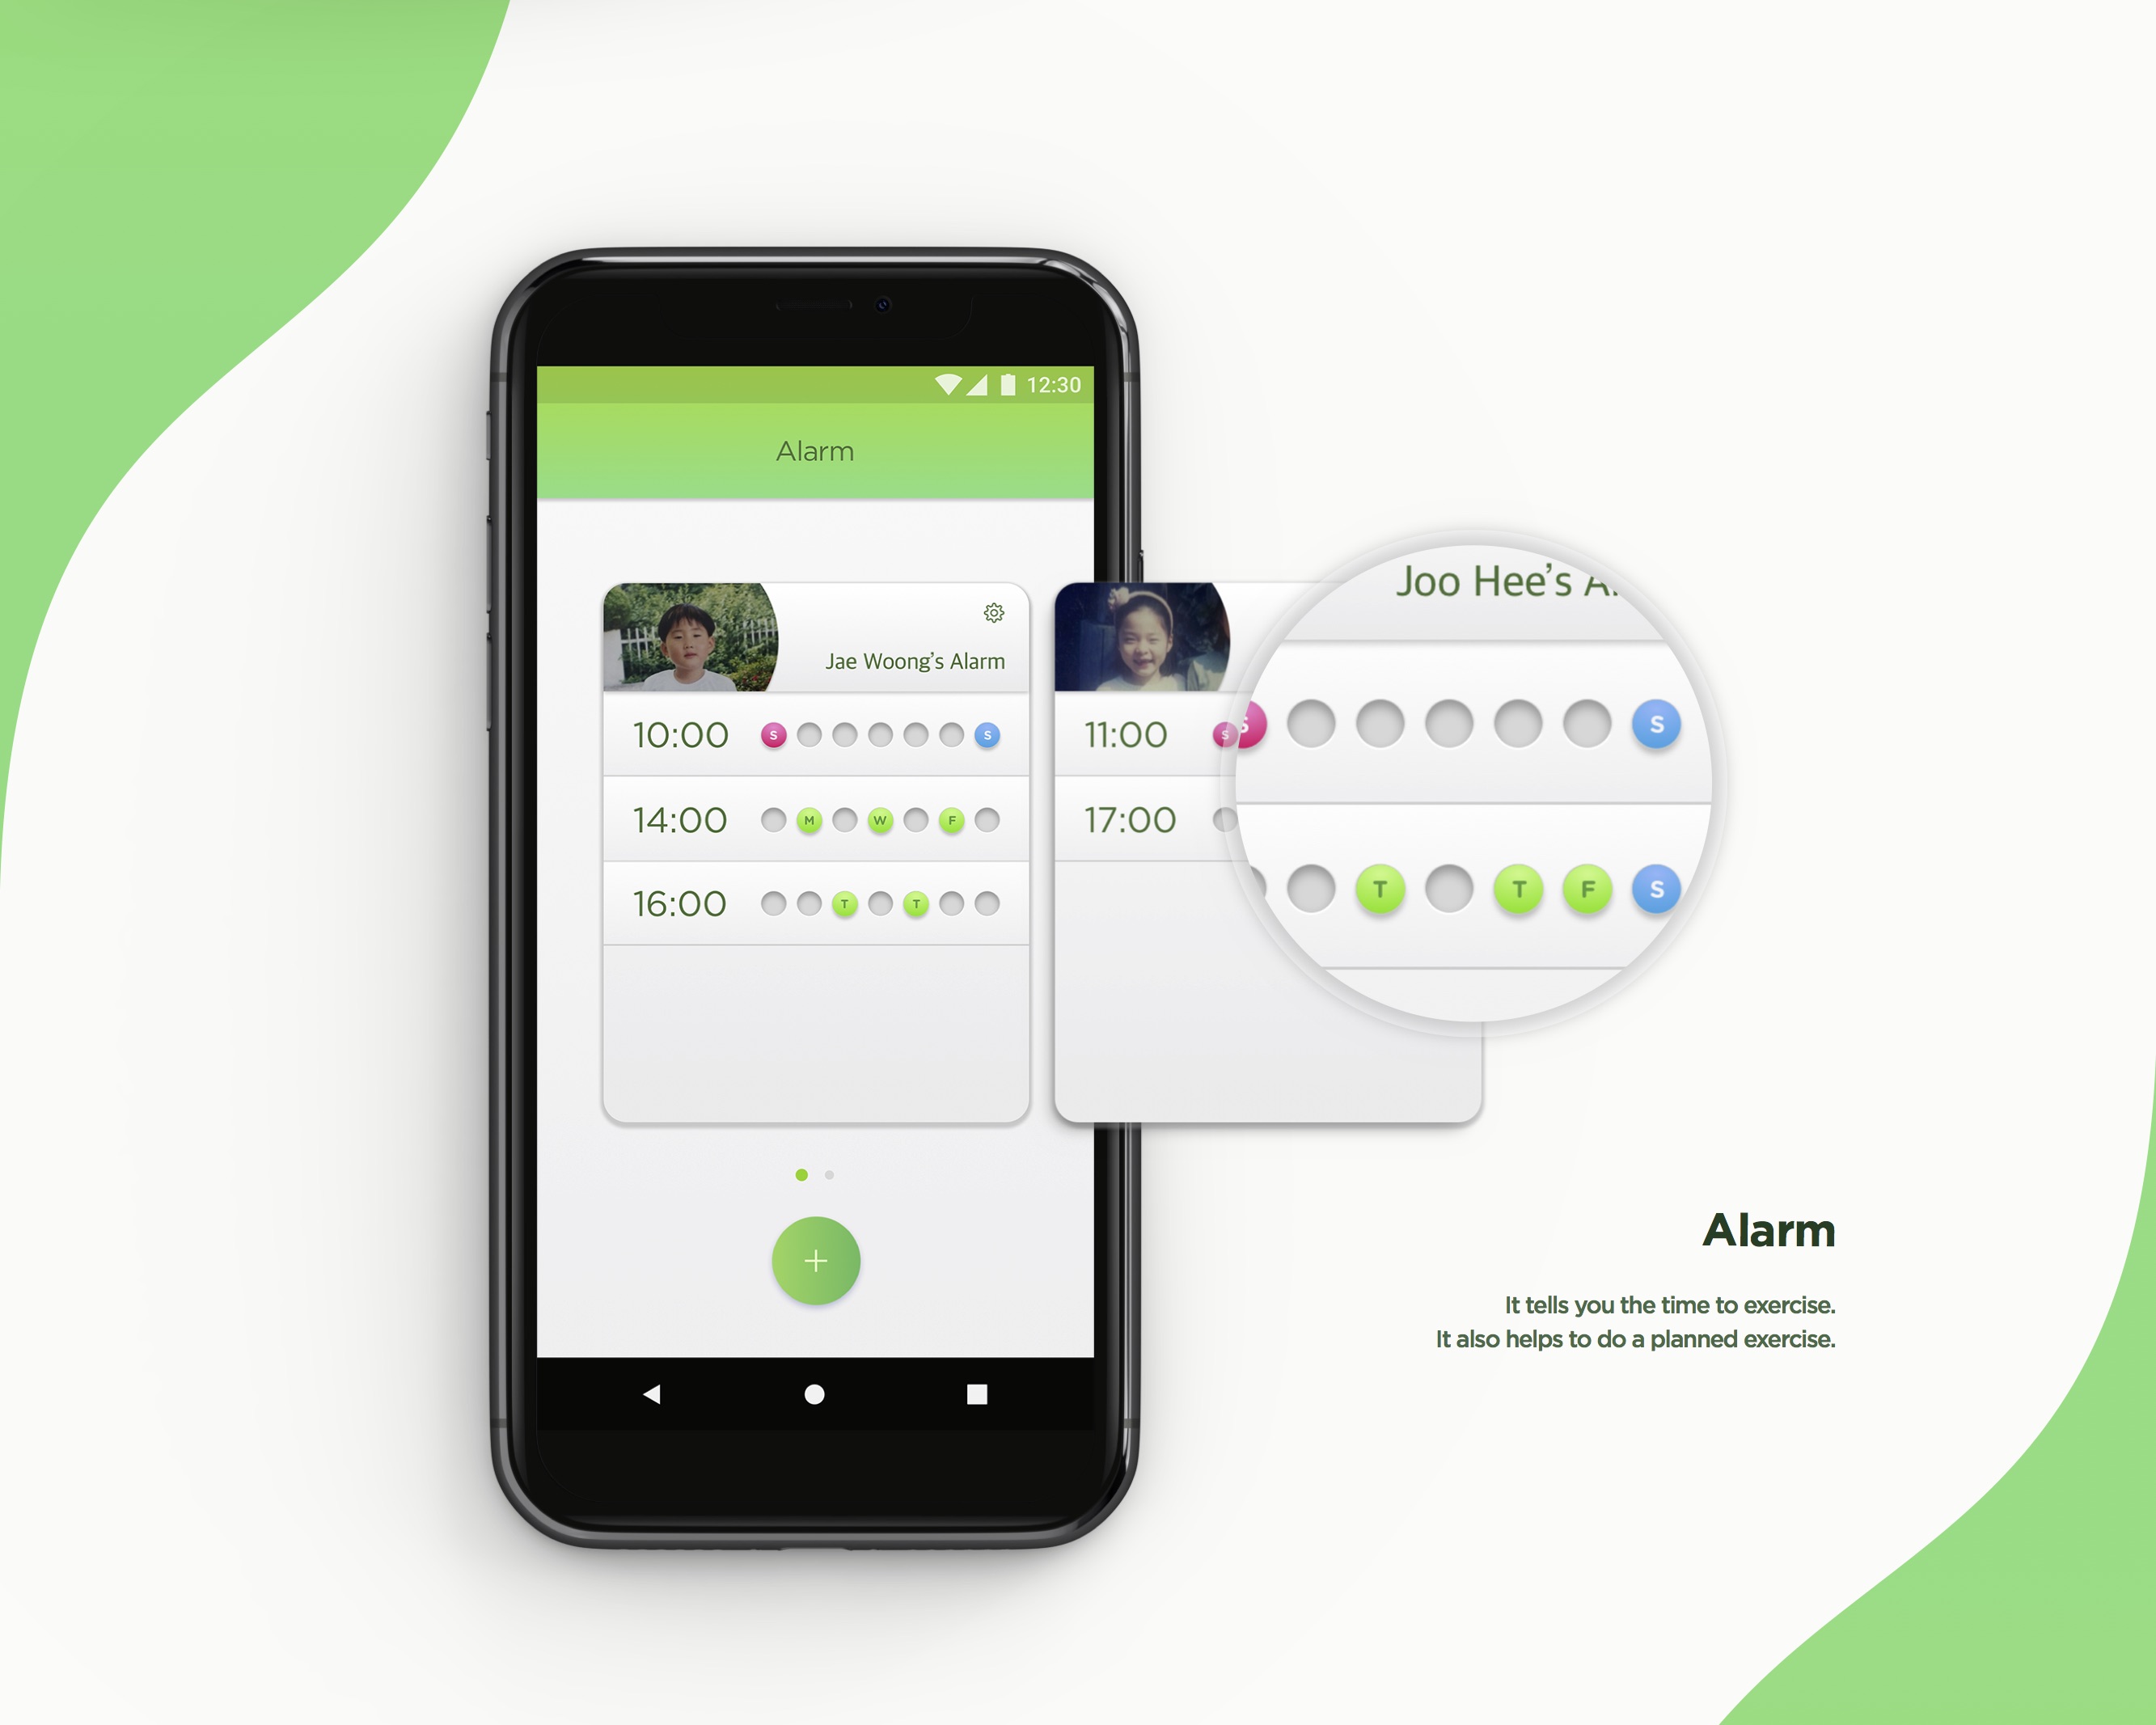 12:30
Alarm
Jae Woong's Alarm
10:00 S S
14:00 M W F
16:00 T T
11:00 S
17:00
Joo Hee's
S S
T T F S
Alarm
It tells you the time to exercise.
It also helps to do a planned exercise.